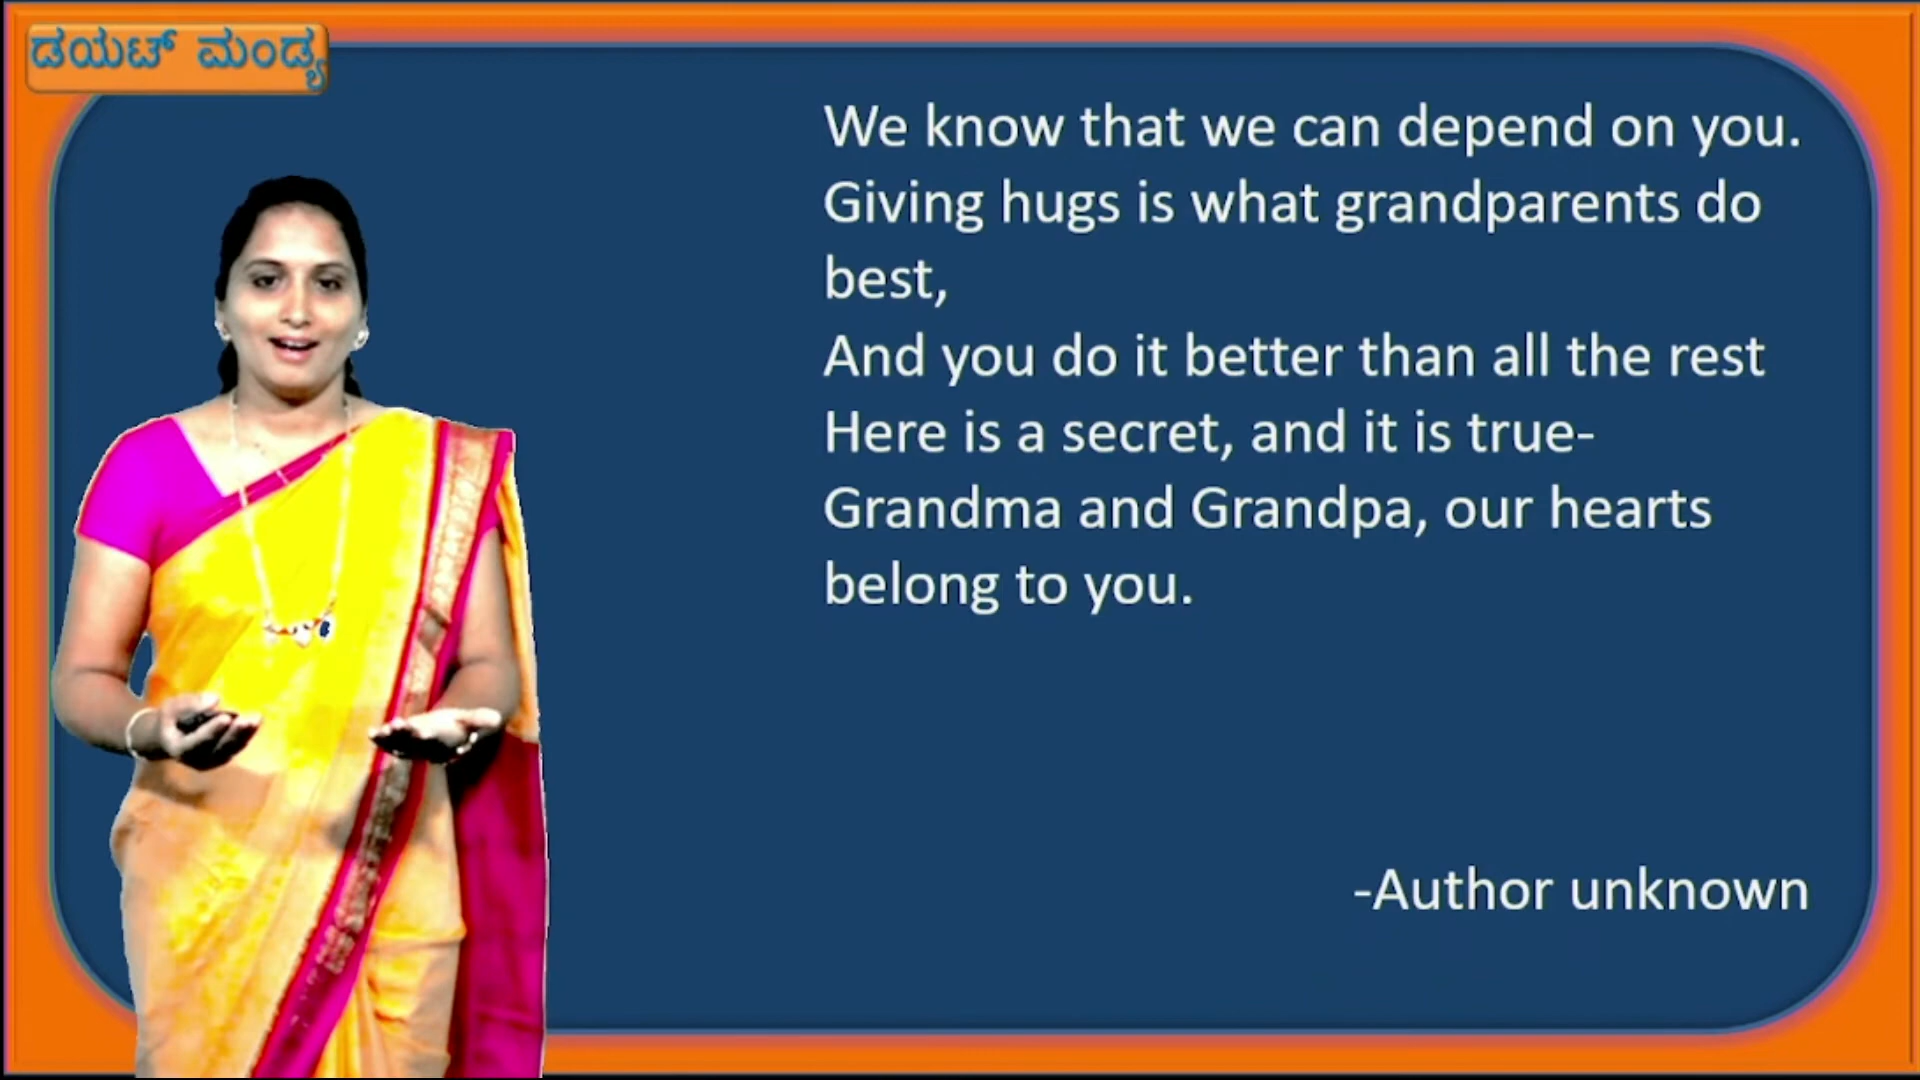 ಡಯಟ್ ಮಂಡ್ಯ
We know that we can depend on you.
Giving hugs is what grandparents do
best,
And you do it better than all the rest
Here is a secret, and it is true-
Grandma and Grandpa, our hearts
belong to you.
-Author unknown